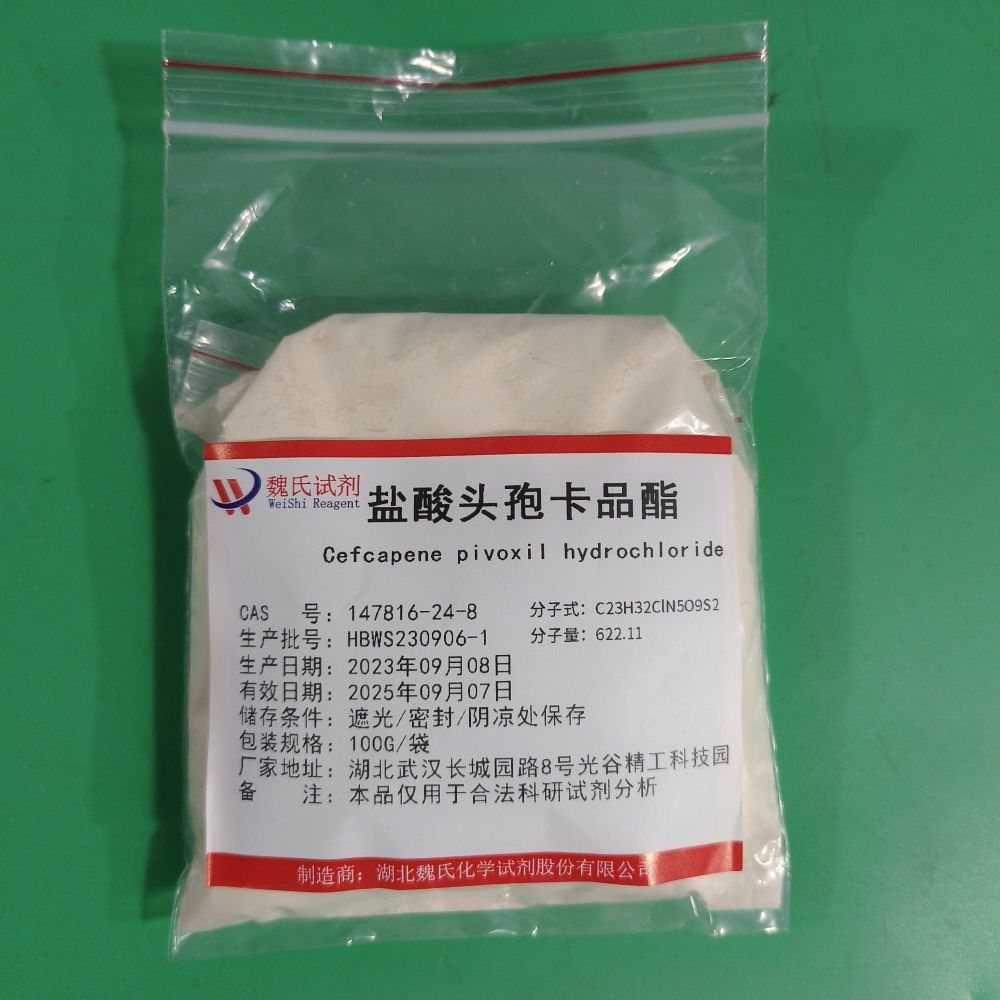 魏氏试剂
WeiShi Reagent
盐酸头孢卡品酯
Cefcapene pivoxil hydrochloride
CAS 号：147816-24-8 分子式：C23H32ClN5O9S2
生产批号：HBWS230906-1 分子量：622.11
生产日期：2023年09月08日
有效日期：2025年09月07日
储存条件：遮光/密封/阴凉处保存
包装规格：100G/袋
厂家地址：湖北武汉长城园路8号光谷精工科技园
备 注：本品仅用于合法科研试剂分析
制造商：湖北魏氏化学试剂股份有限公司